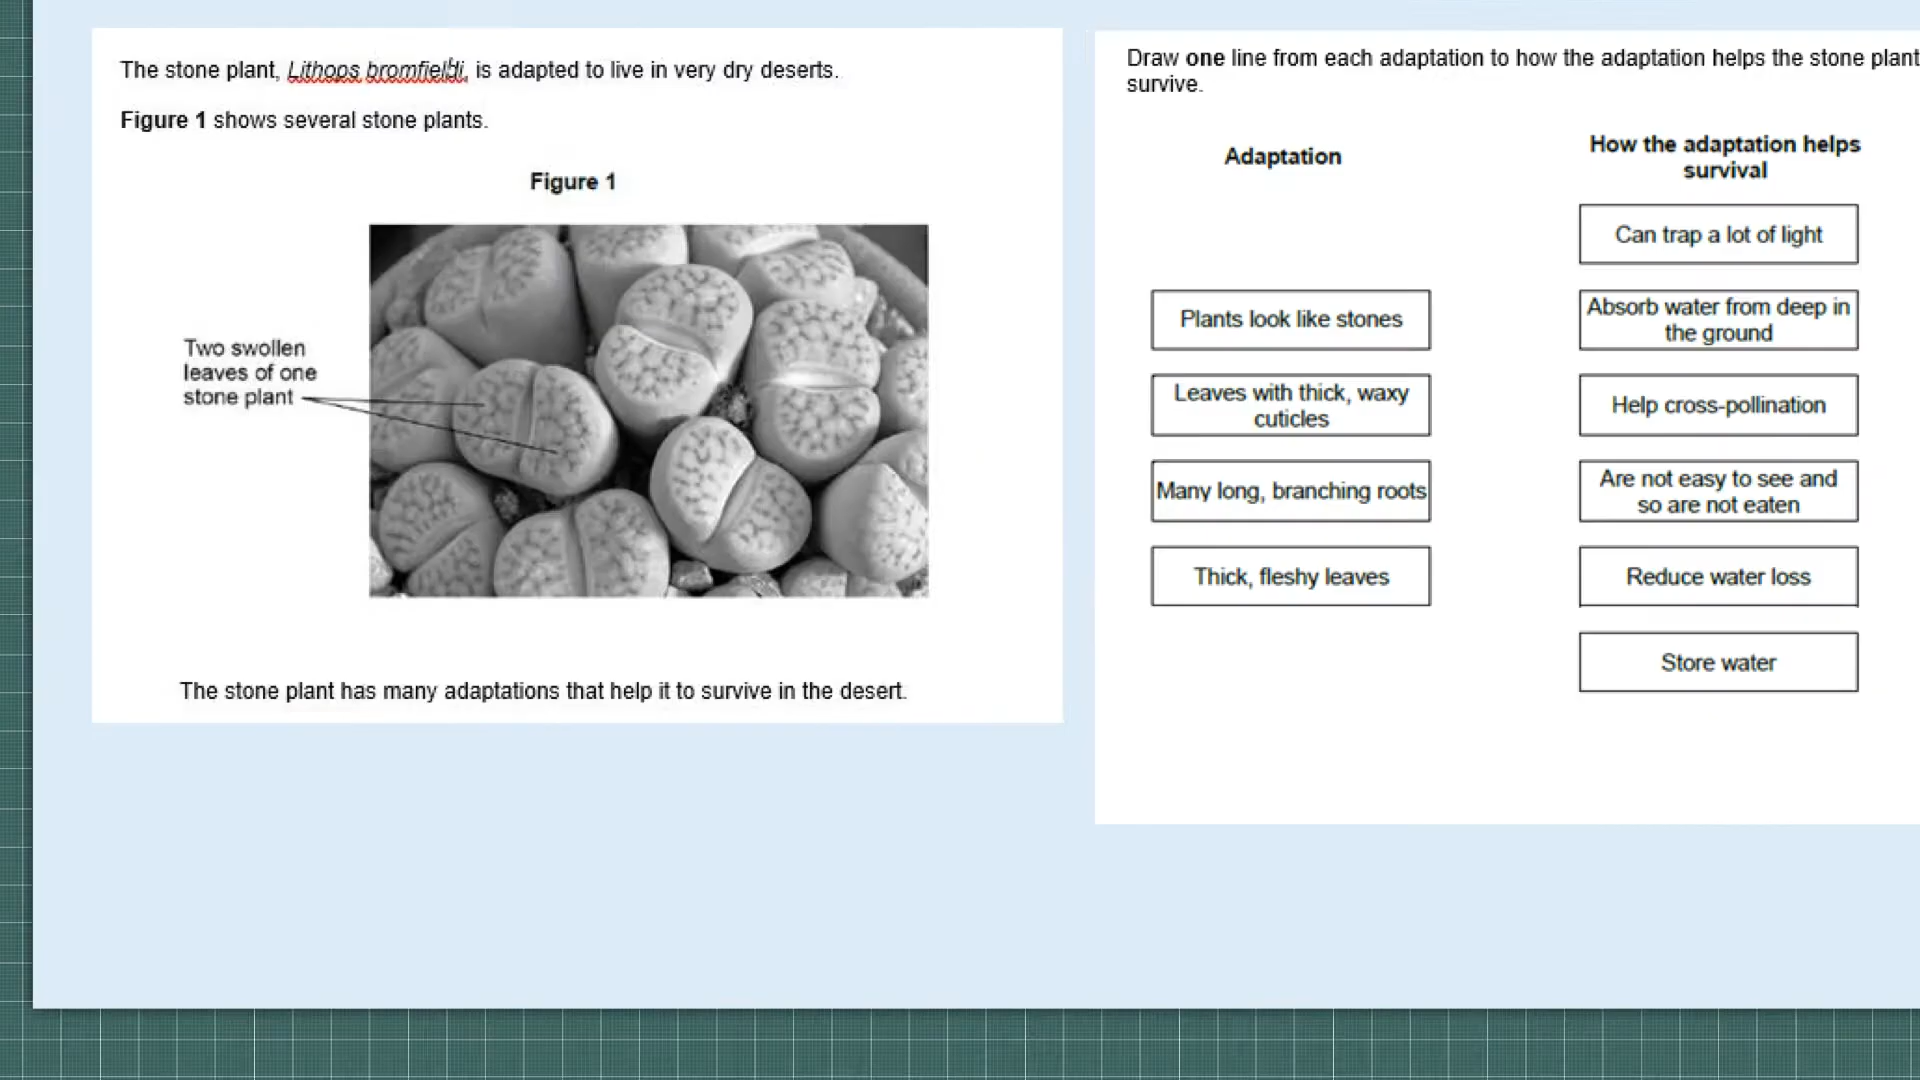 The stone plant, Lithops bromfieldi, is adapted to live in very dry deserts.
Figure 1 shows several stone plants.
Figure 1
Two swollen
leaves of one
stone plant
The stone plant has many adaptations that help it to survive in the desert.
Draw one line from each adaptation to how the adaptation helps the stone plant
survive.
Adaptation
Plants look like stones
Leaves with thick, waxy
cuticles
Many long, branching roots
Thick, fleshy leaves
How the adaptation helps
survival
Can trap a lot of light
Absorb water from deep in
the ground
Help cross-pollination
Are not easy to see and
so are not eaten
Reduce water loss
Store water